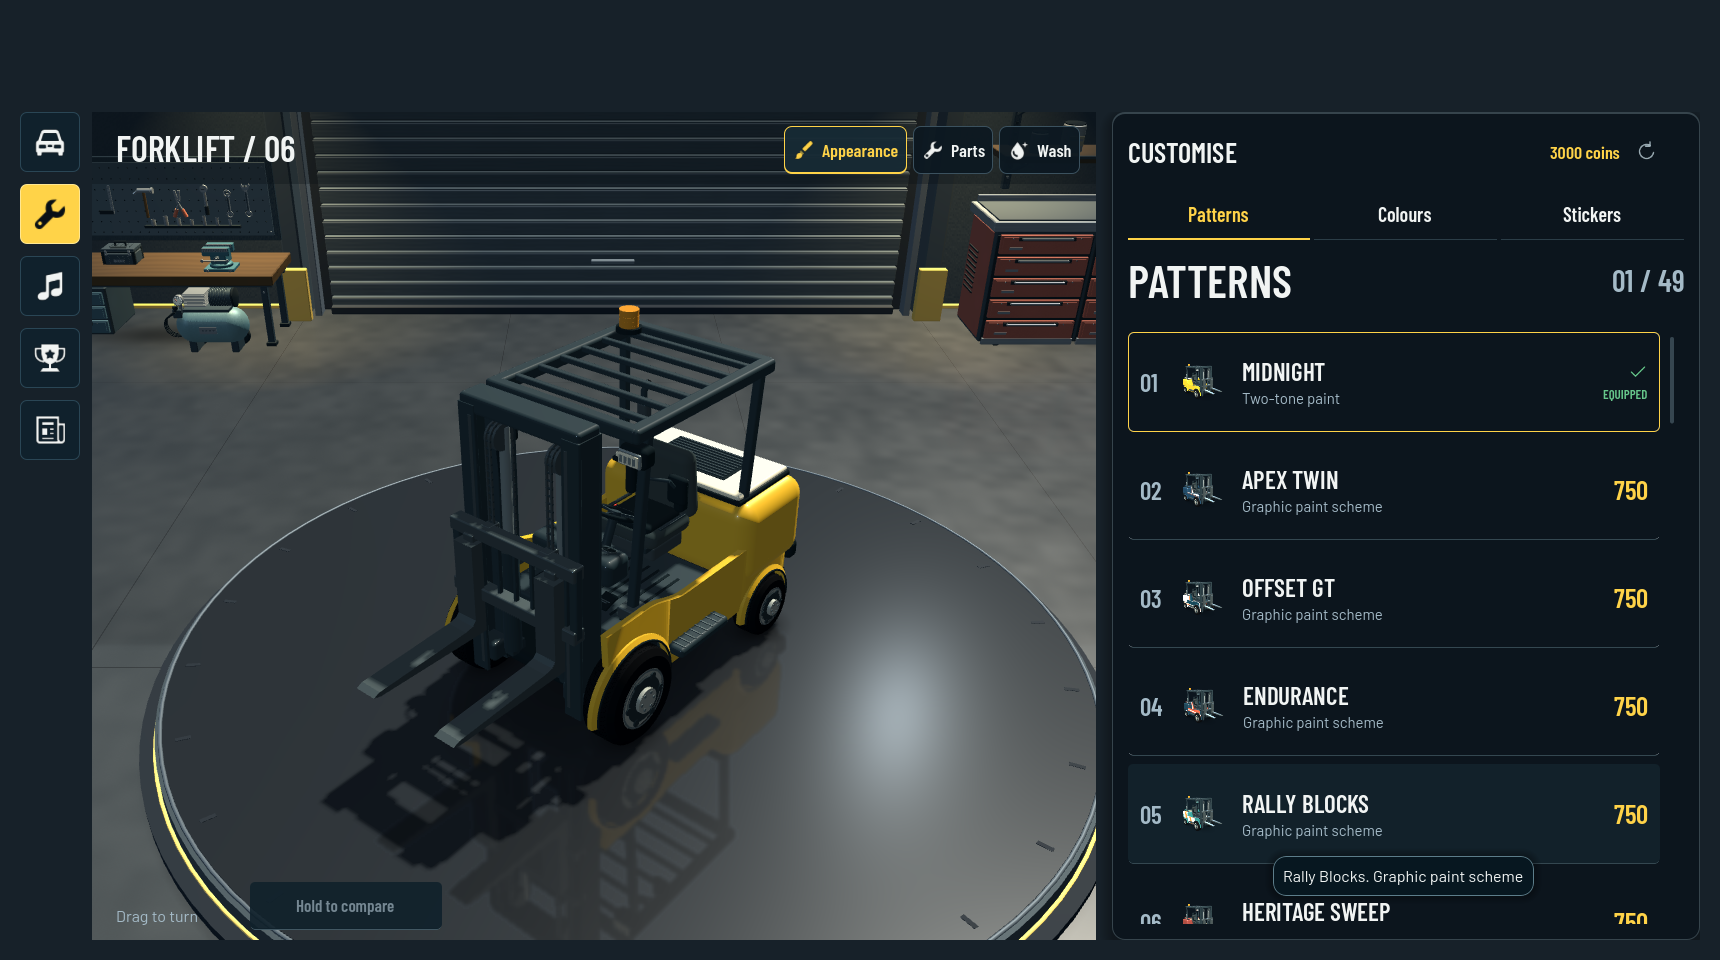 FORKLIFT / 06
Appearance
Parts
Wash
Drag to turn
Hold to compare
CUSTOMISE
3000 coins
Patterns
Colours
Stickers
PATTERNS
01 / 49
01
MIDNIGHT
Two-tone paint
EQUIPPED
02
APEX TWIN
Graphic paint scheme
750
03
OFFSET GT
Graphic paint scheme
750
04
ENDURANCE
Graphic paint scheme
750
05
RALLY BLOCKS
Graphic paint scheme
750
Rally Blocks. Graphic paint scheme
06
HERITAGE SWEEP
750